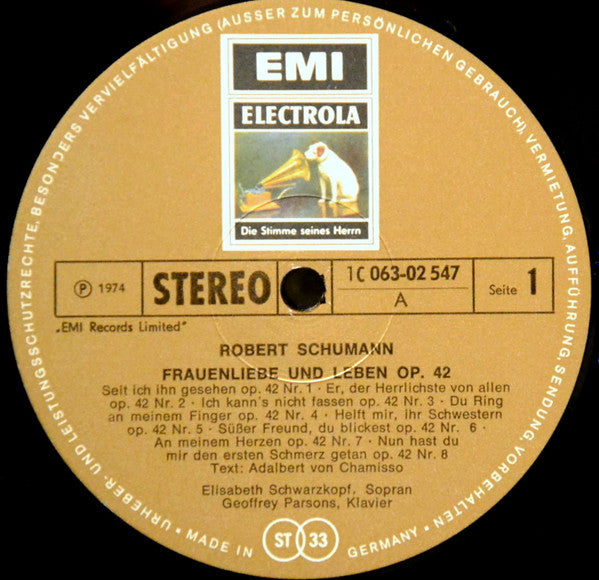 URHEBER- UND LEISTUNGSSCHUTZRECHTE, BESONDERS VERVIELFÄLTIGUNG (AUSSER ZUM PERSÖNLICHEN GEBRAUCH), VERMIETUNG, AUFFÜHRUNG, SENDUNG VORBEHALTEN •
EMI
ELECTROLA
Die Stimme seines Herrn
℗ 1974
STEREO
1C 063-02 547
A
Seite 1
„EMI Records Limited"
ROBERT SCHUMANN
FRAUENLIEBE UND LEBEN OP. 42
Seit ich ihn gesehen op. 42 Nr. 1 · Er, der Herrlichste von allen
op. 42 Nr. 2 · Ich kann's nicht fassen op. 42 Nr. 3 · Du Ring
an meinem Finger op. 42 Nr. 4 · Helft mir, ihr Schwestern
op. 42 Nr. 5 · Süßer Freund, du blickest op. 42 Nr. 6 ·
An meinem Herzen op. 42 Nr. 7 · Nun hast du
mir den ersten Schmerz getan op. 42 Nr. 8
Text: Adalbert von Chamisso
Elisabeth Schwarzkopf, Sopran
Geoffrey Parsons, Klavier
MADE IN
ST 33
GERMANY •